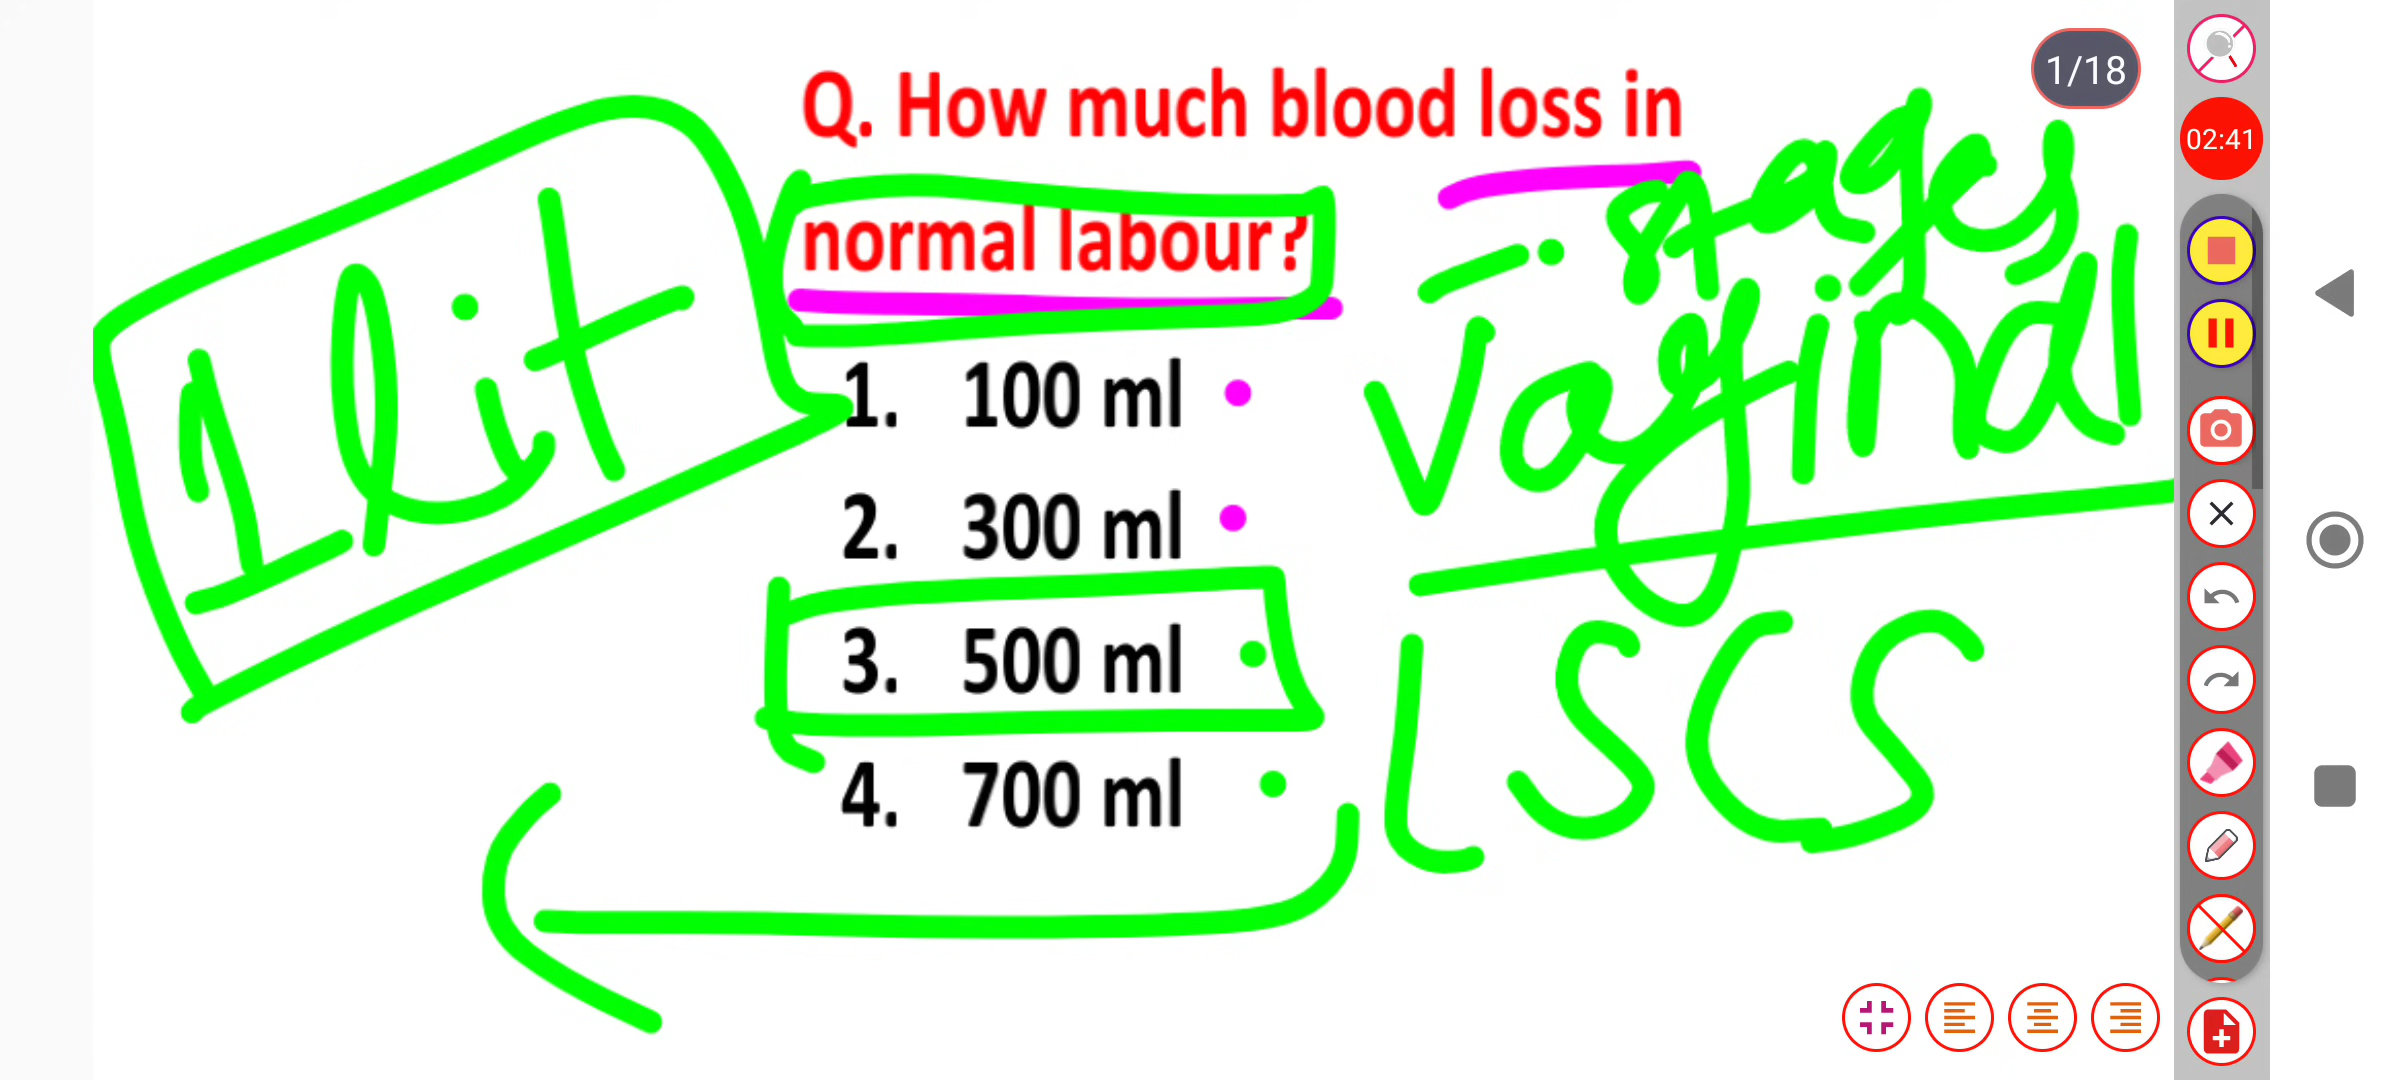 1/18
02:41
Q. How much blood loss in
normal labour?
1. 100 ml
2. 300 ml
3. 500 ml
4. 700 ml
1 lit
stages
vaginal
LSCS